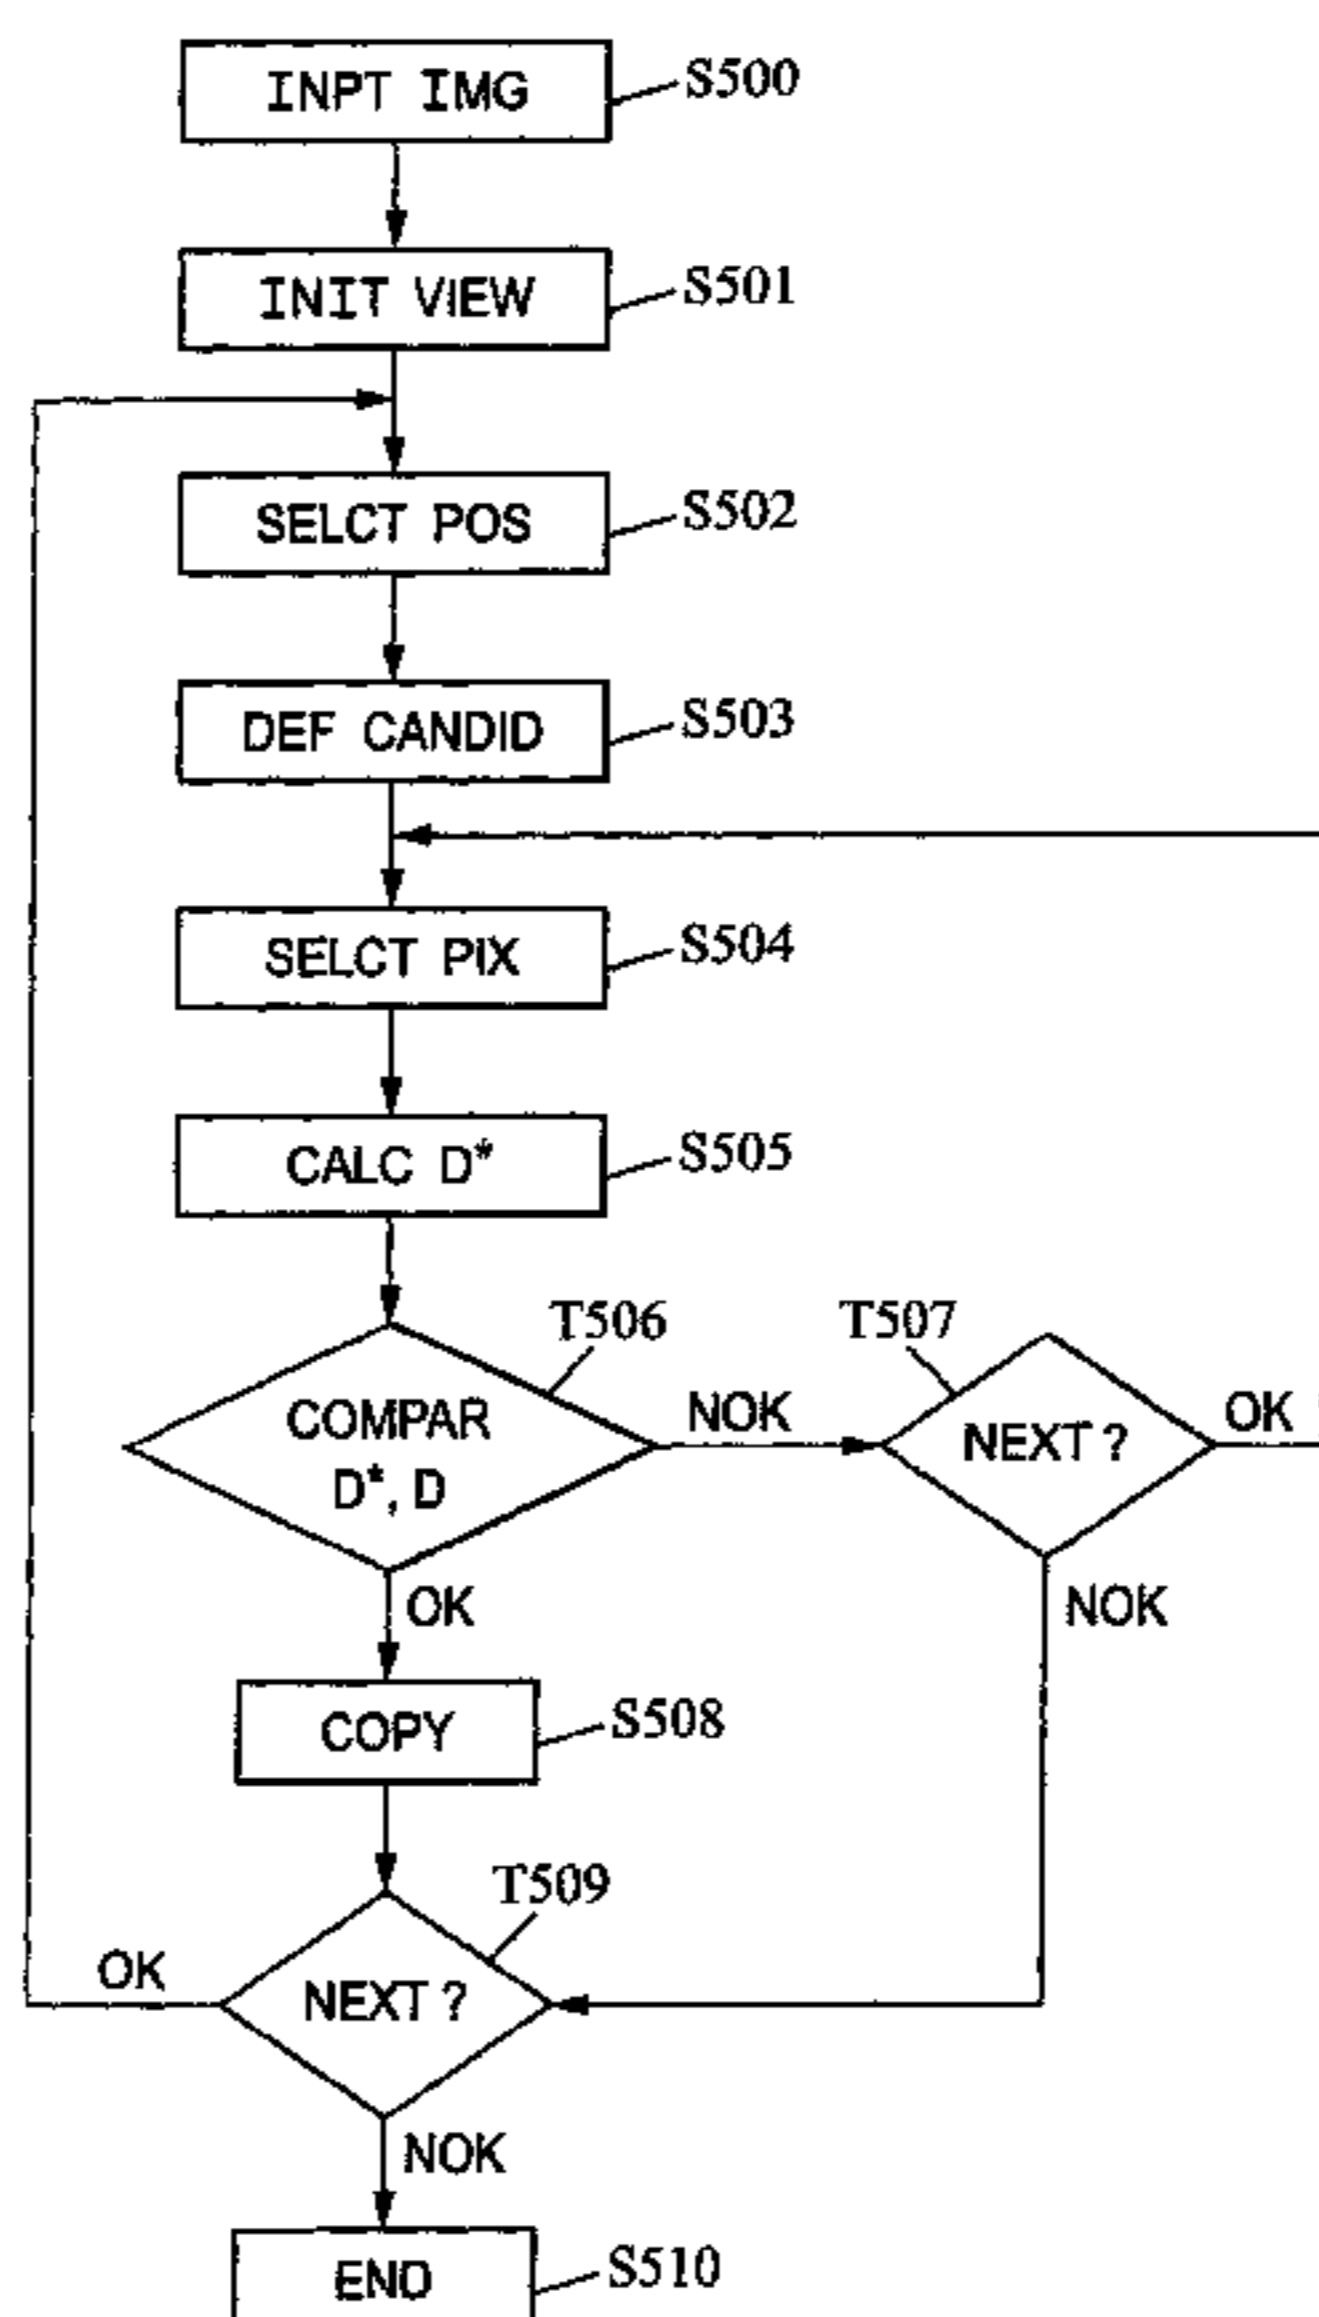 INPT IMG
S500
INIT VIEW
S501
SELCT POS
S502
DEF CANDID
S503
SELCT PIX
S504
CALC D*
S505
T506
T507
COMPAR
D*, D
NOK
NEXT ?
OK
OK
NOK
COPY
S508
T509
OK
NEXT ?
NOK
END
S510